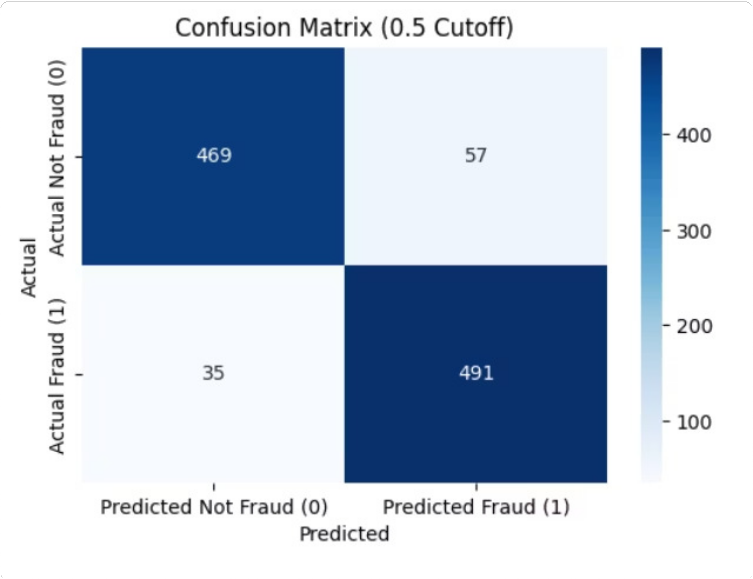 Confusion Matrix (0.5 Cutoff)
Actual
Actual Not Fraud (0)
469
57
Actual Fraud (1)
35
491
Predicted Not Fraud (0)
Predicted Fraud (1)
Predicted
400
300
200
100